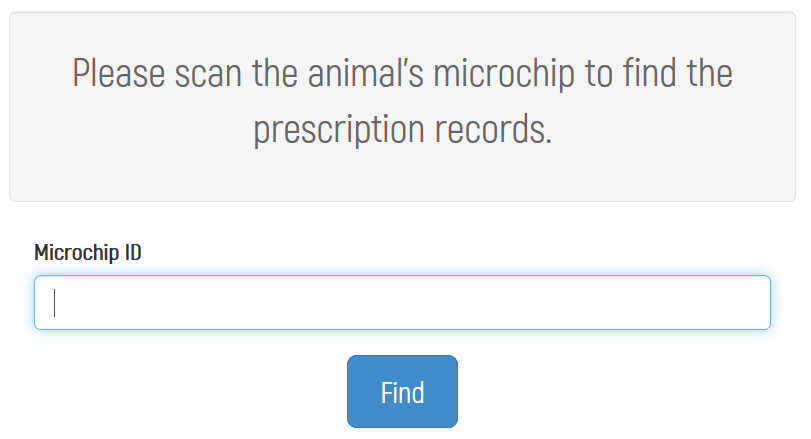 Please scan the animal's microchip to find the
prescription records.
Microchip ID
Find